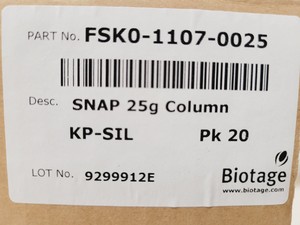 PART No. FSK0-1107-0025
Desc. SNAP 25g Column
KP-SIL Pk 20
LOT No. 9299912E
Biotage
www.biotage.com